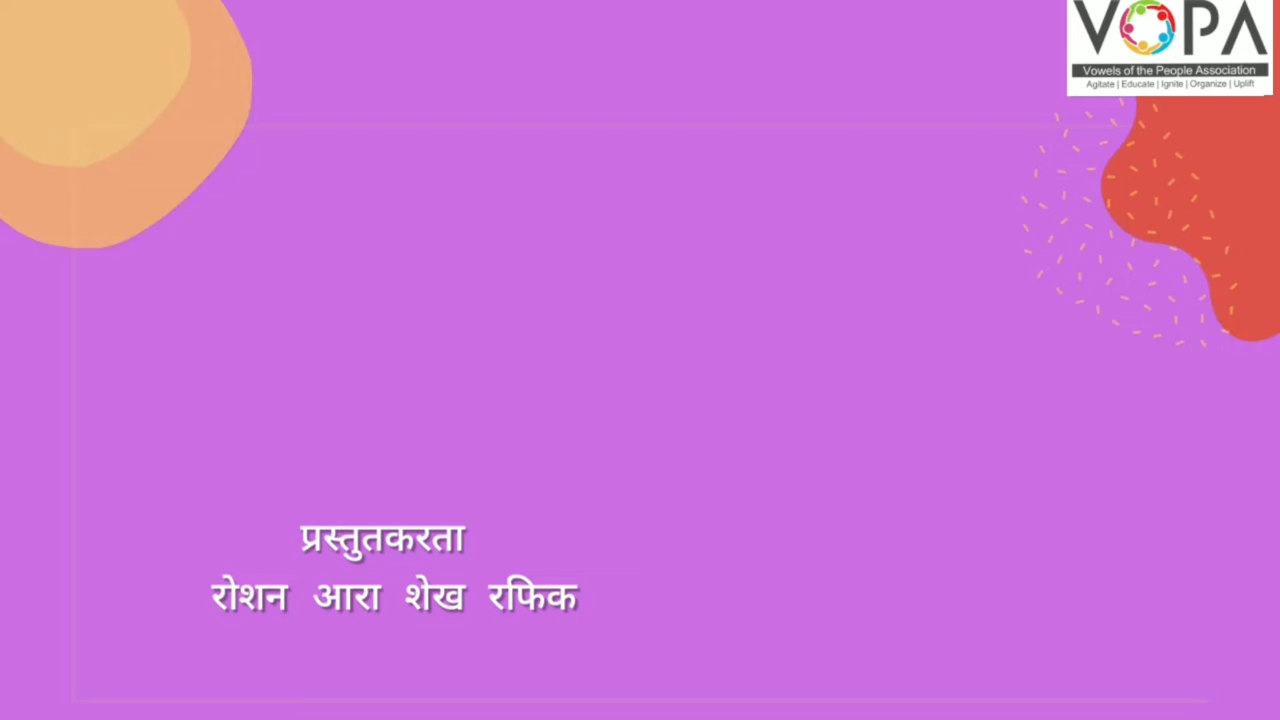 VOPA
Vowels of the People Association
Agitate | Educate | Ignite | Organize | Uplift
प्रस्तुतकरता
रोशन आरा शेख रफिक